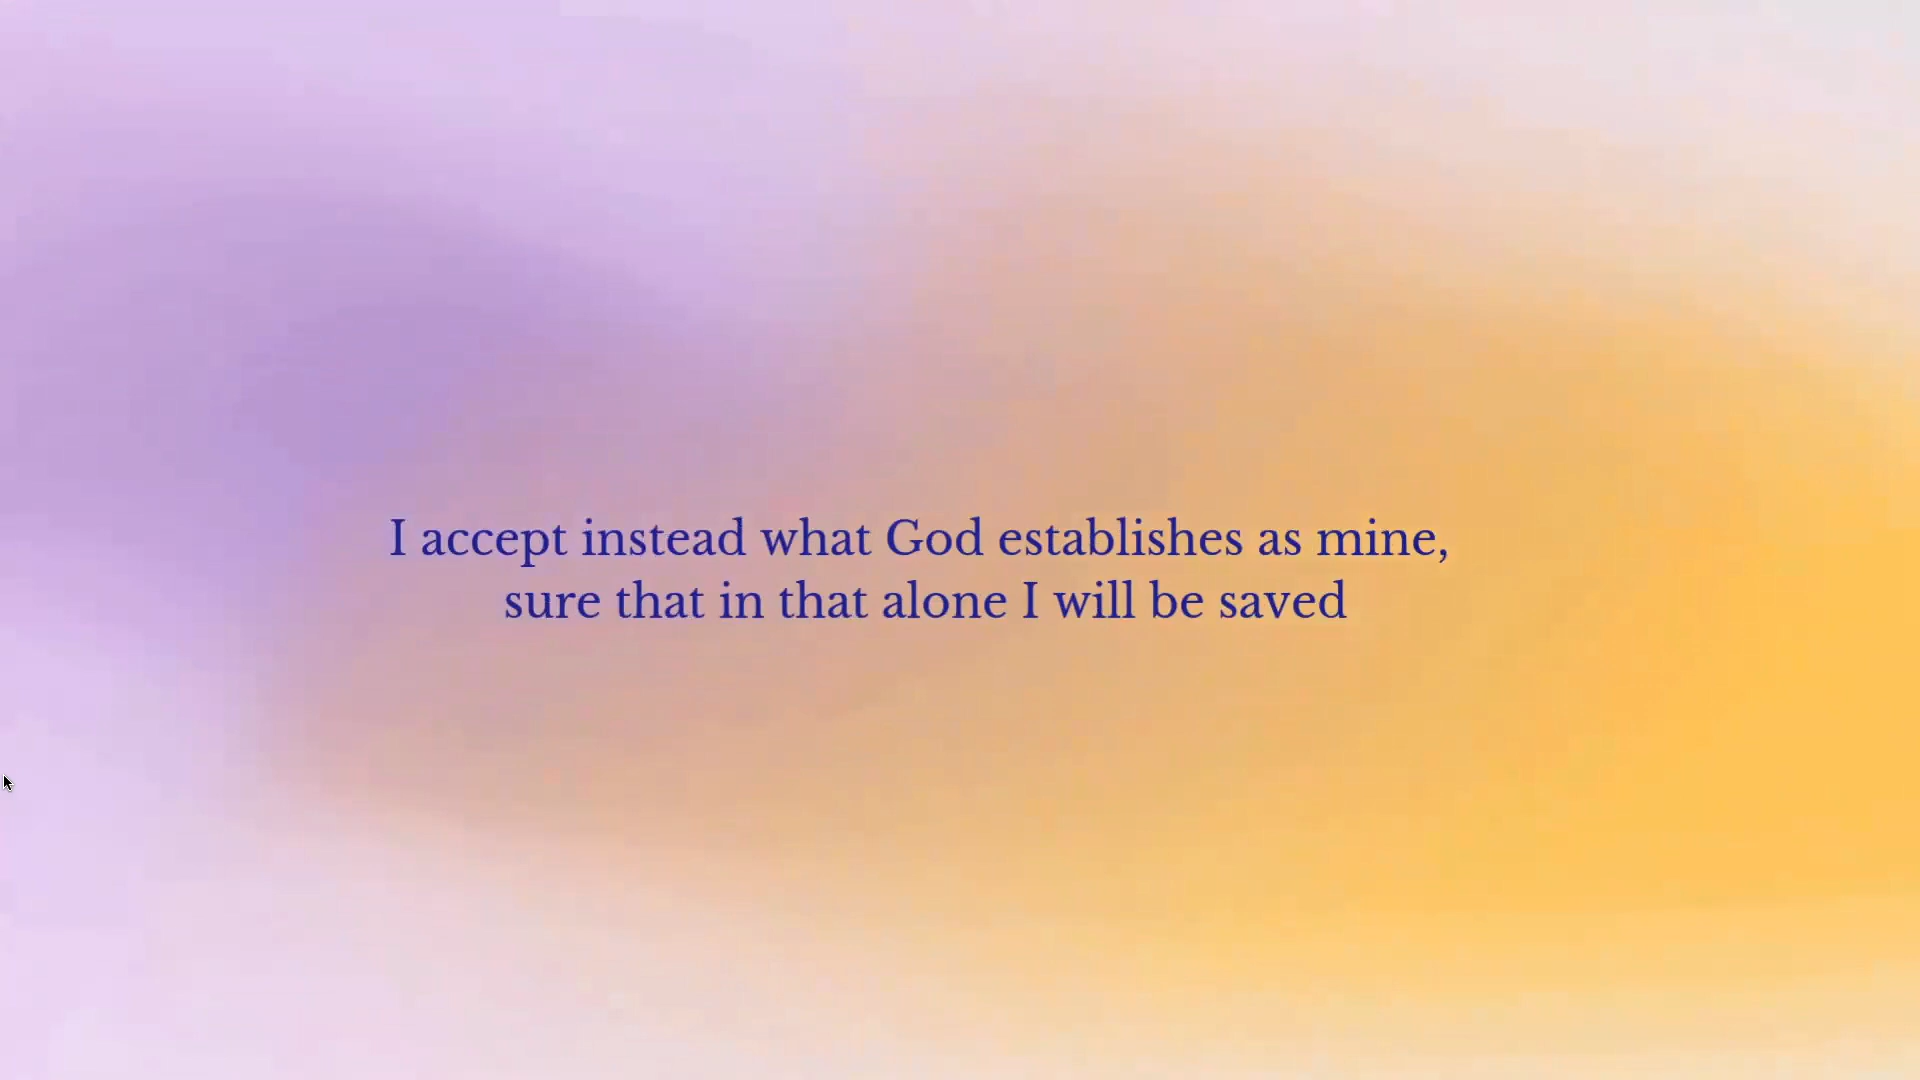 I accept instead what God establishes as mine,
sure that in that alone I will be saved